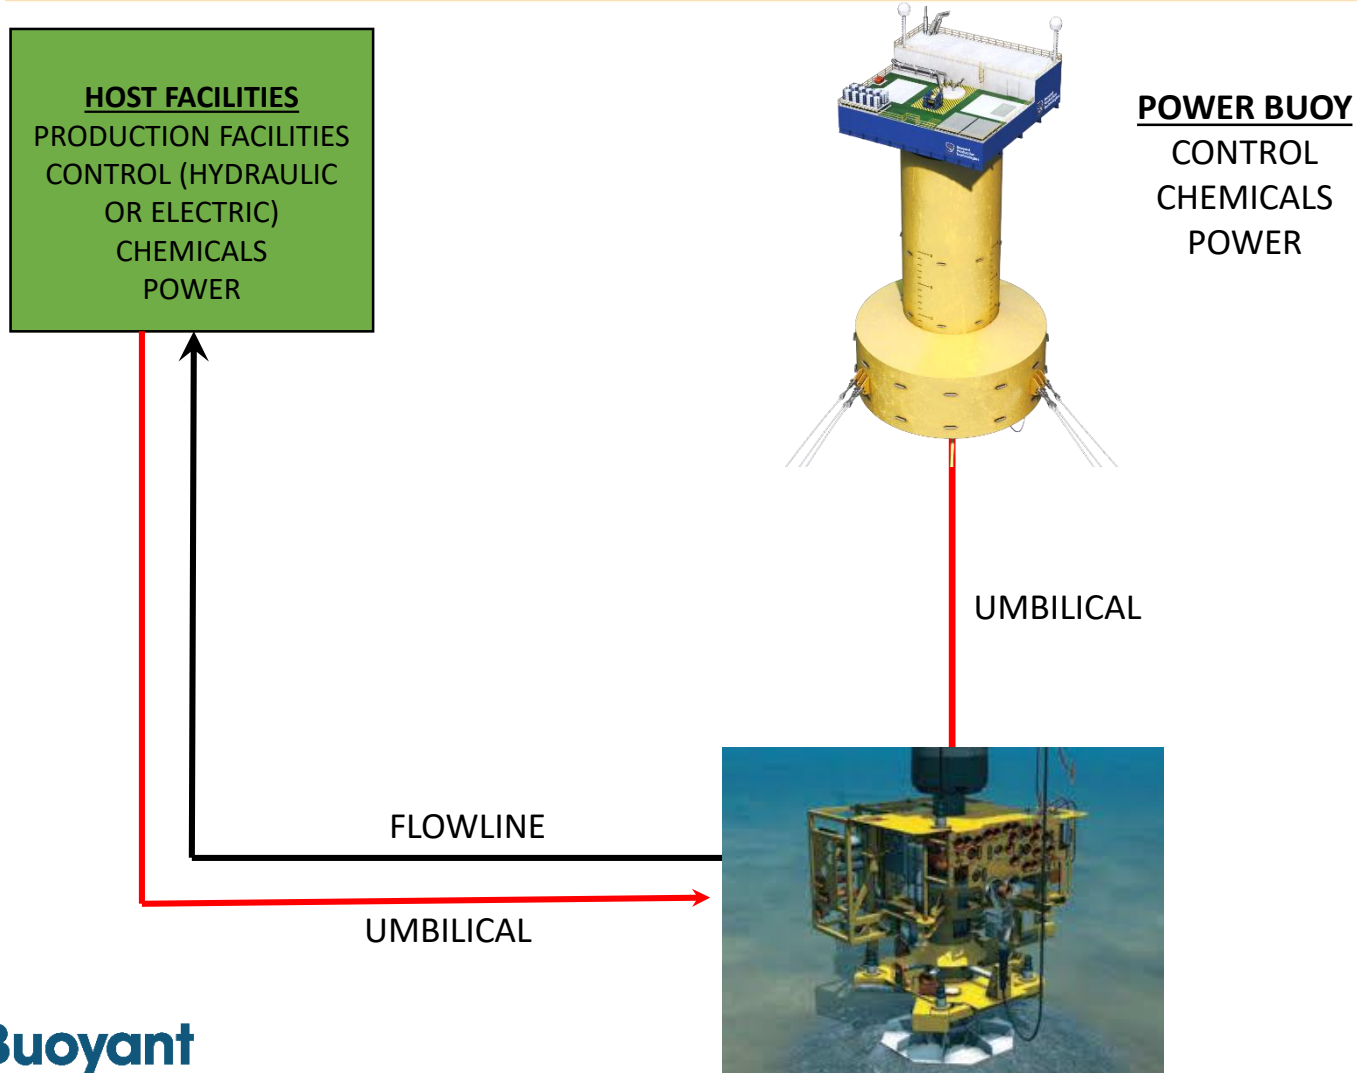 HOST FACILITIES
PRODUCTION FACILITIES
CONTROL (HYDRAULIC
OR ELECTRIC)
CHEMICALS
POWER
POWER BUOY
CONTROL
CHEMICALS
POWER
UMBILICAL
FLOWLINE
UMBILICAL
Buoyant